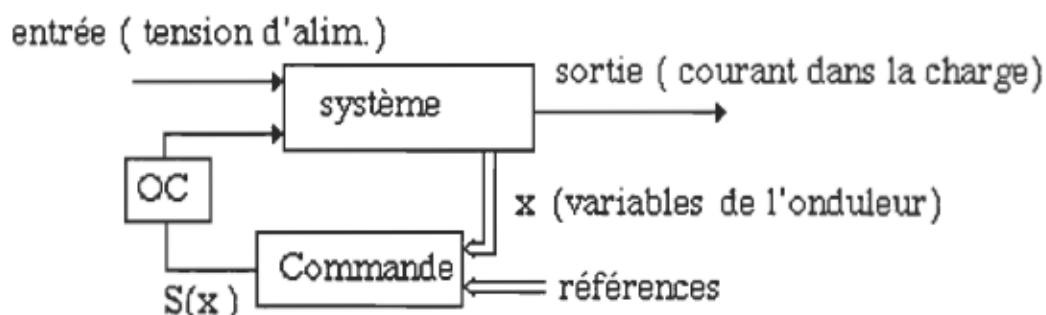 entrée ( tension d'alim.)
sortie ( courant dans la charge)
système
OC
x (variables de l'onduleur)
Commande
S(x )
références